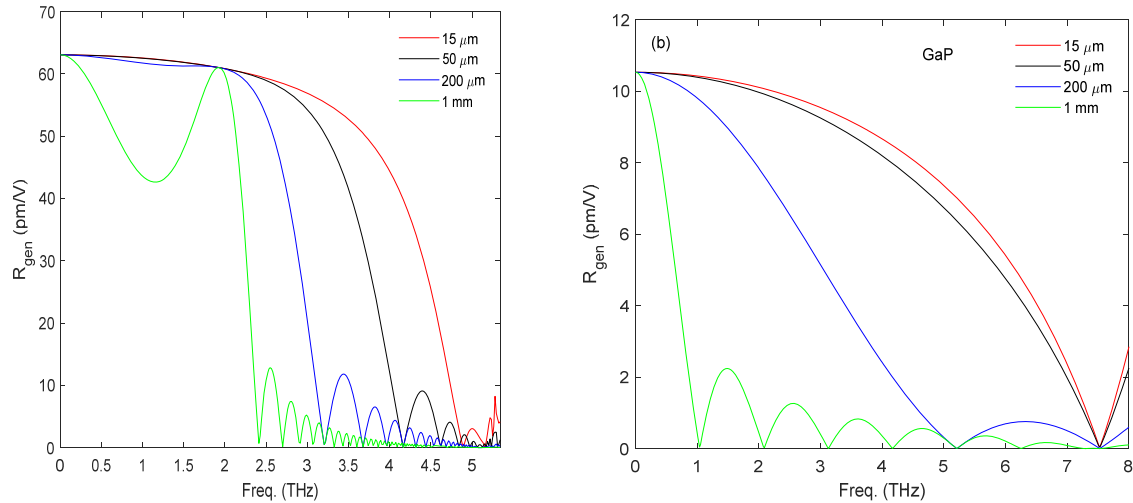 70
60
50
40
30
20
10
0
R_gen (pm/V)
0 0.5 1 1.5 2 2.5 3 3.5 4 4.5 5
Freq. (THz)
15 μm
50 μm
200 μm
1 mm
12
10
8
6
4
2
0
R_gen (pm/V)
0 1 2 3 4 5 6 7 8
Freq. (THz)
(b)
GaP
15 μm
50 μm
200 μm
1 mm